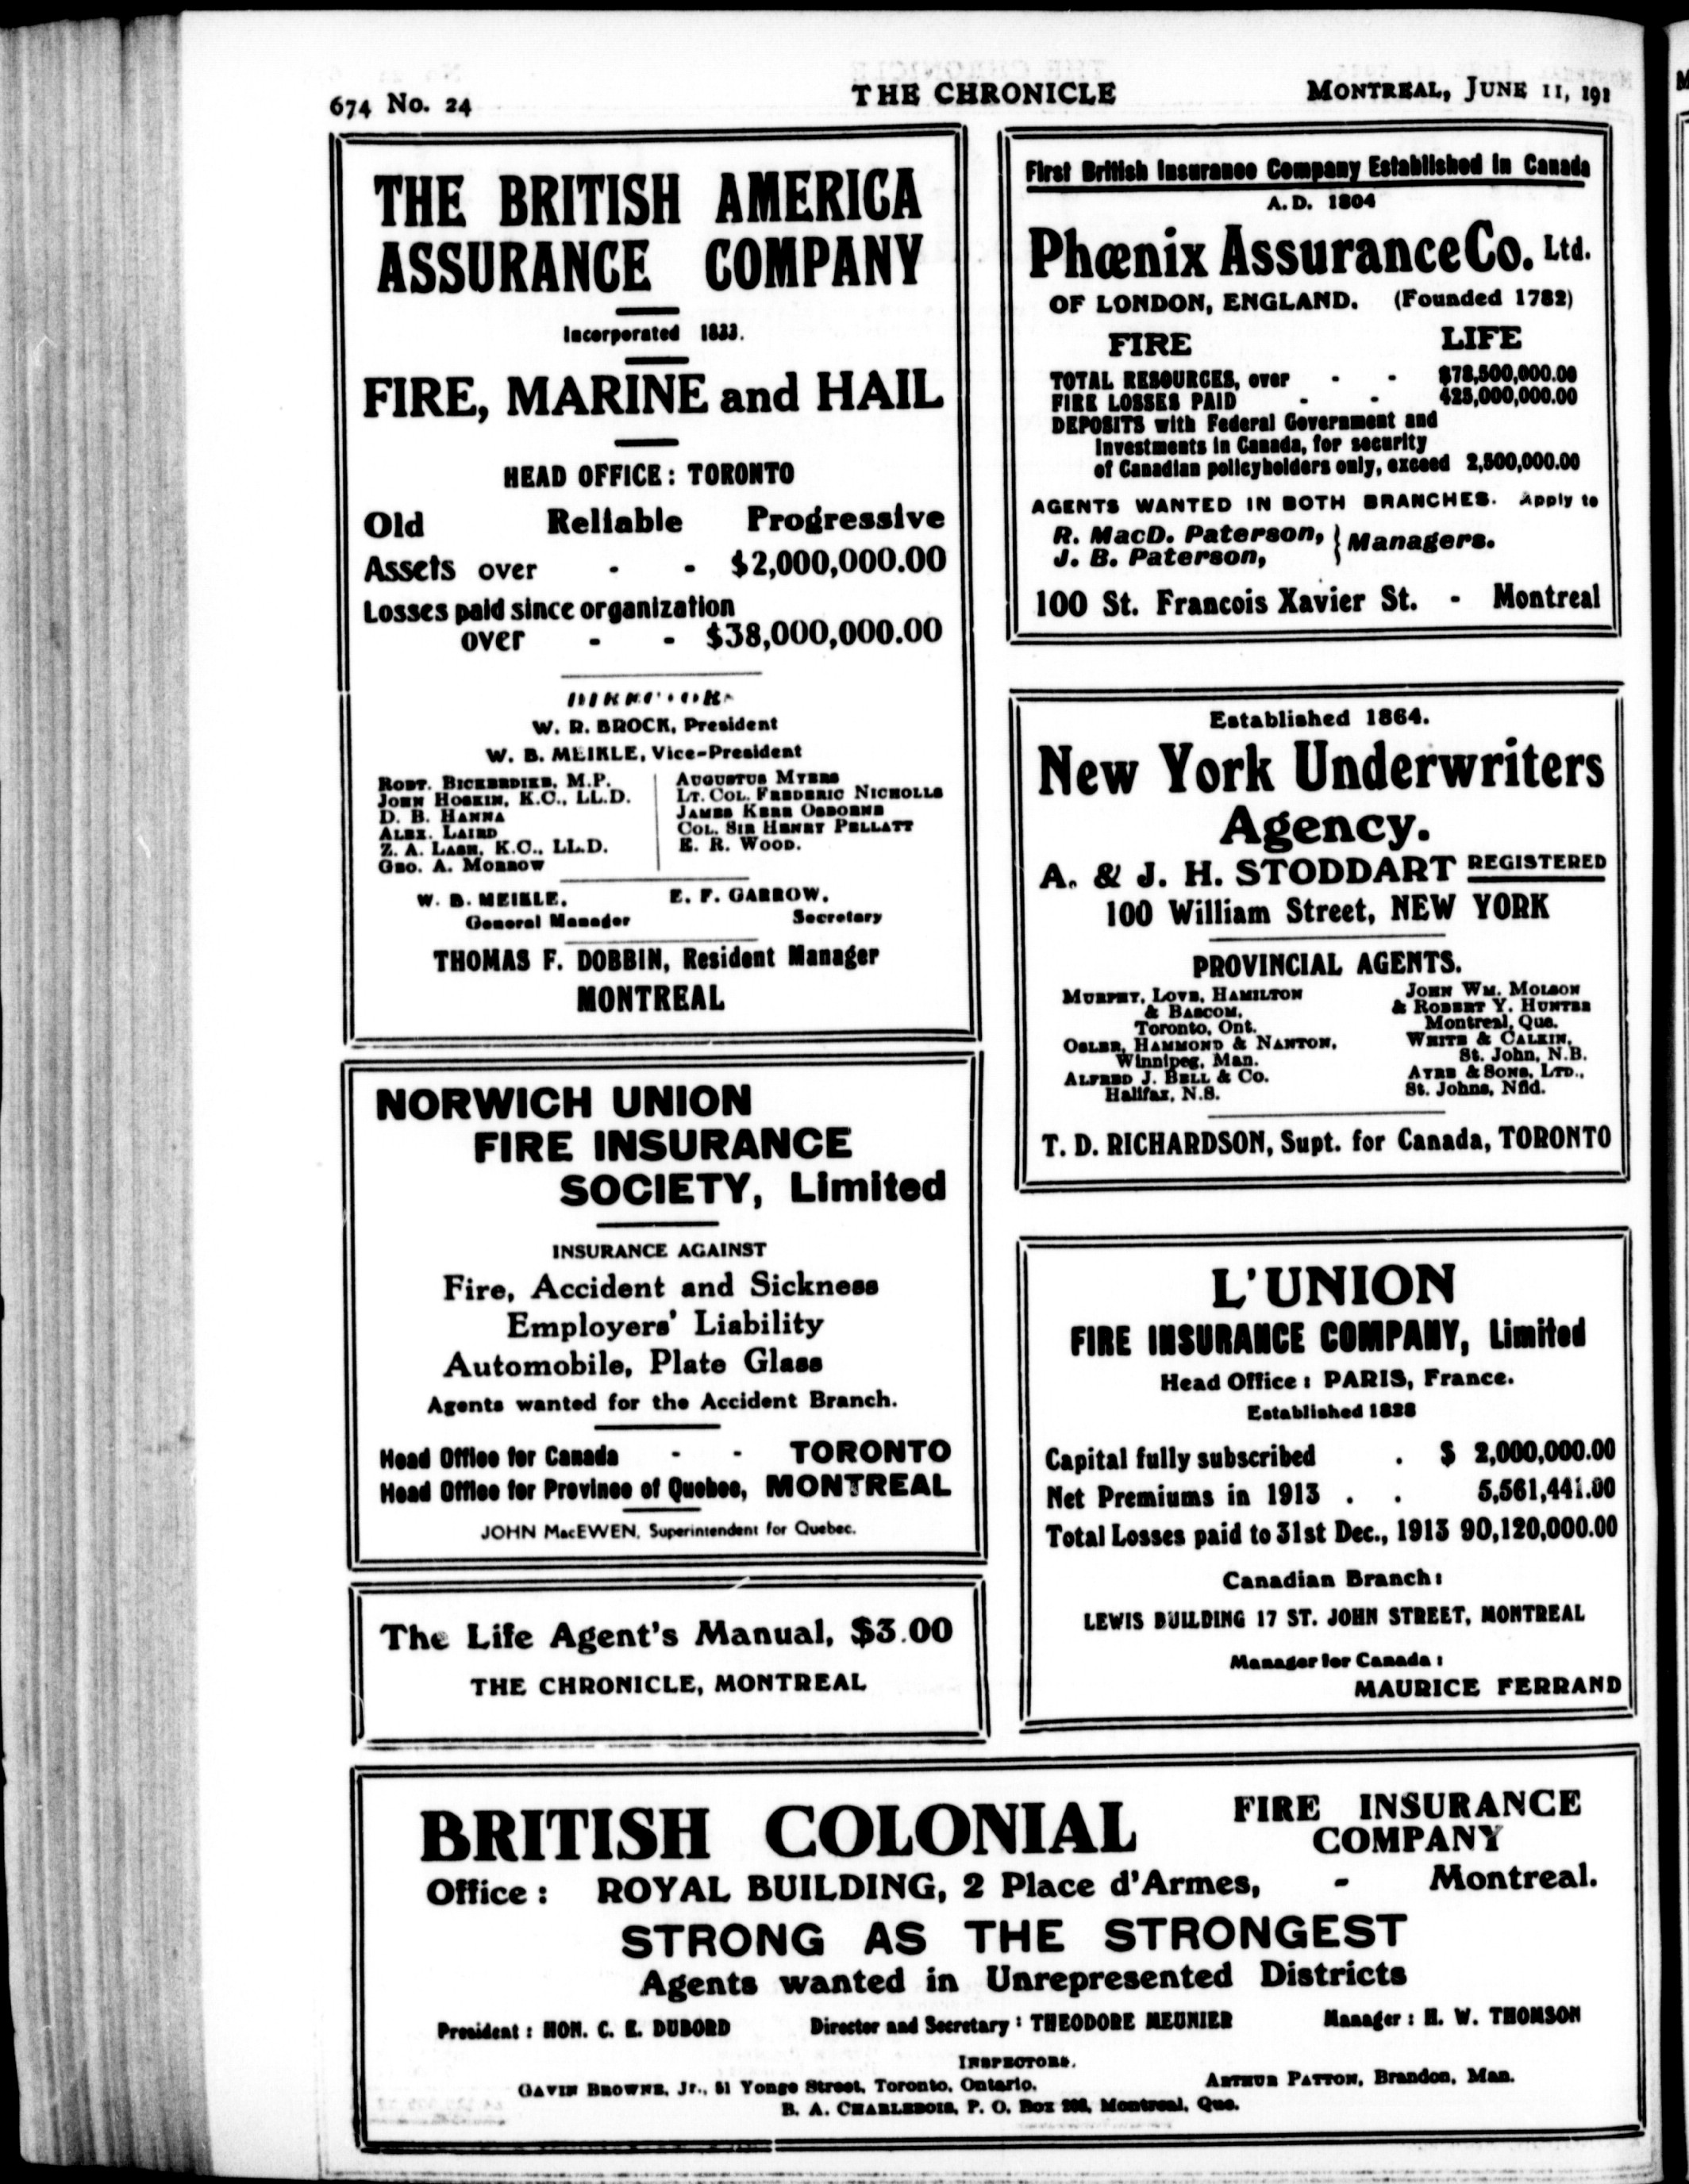 674 No. 24
THE CHRONICLE
MONTREAL, JUNE 11, 191
THE BRITISH AMERICA
ASSURANCE COMPANY
Incorporated 1833.
FIRE, MARINE and HAIL
HEAD OFFICE: TORONTO
Old Reliable Progressive
Assets over - - $2,000,000.00
Losses paid since organization
over - - $38,000,000.00
W. R. BROCK, President
W. B. MEIKLE, Vice-President
ROBT. BICKERDIKE, M.P.
JOHN HOSKIN, K.C., LL.D.
D. B. HANNA
ALEX. LAIRD
Z. A. LASH, K.C., LL.D.
GEO. A. MORROW
AUGUSTUS MYERS
LT. COL. FREDERIC NICHOLLS
JAMES KERR OSBORNE
COL. SIR HENRY PELLATT
E. R. WOOD.
W. B. MEIKLE, E. F. GARROW,
General Manager Secretary
THOMAS F. DOBBIN, Resident Manager
MONTREAL
NORWICH UNION
FIRE INSURANCE
SOCIETY, Limited
INSURANCE AGAINST
Fire, Accident and Sickness
Employers' Liability
Automobile, Plate Glass
Agents wanted for the Accident Branch.
Head Office for Canada - - TORONTO
Head Office for Province of Quebec, MONTREAL
JOHN MacEWEN, Superintendent for Quebec.
The Life Agent's Manual, $3.00
THE CHRONICLE, MONTREAL
First British Insurance Company Established in Canada
A.D. 1804
Phœnix Assurance Co. Ltd.
OF LONDON, ENGLAND. (Founded 1782)
FIRE LIFE
TOTAL RESOURCES, over - - $78,500,000.00
FIRE LOSSES PAID - - 425,000,000.00
DEPOSITS with Federal Government and
Investments in Canada, for security
of Canadian policyholders only, exceed 2,500,000.00
AGENTS WANTED IN BOTH BRANCHES. Apply to
R. MacD. Paterson, } Managers.
J. B. Paterson,
100 St. Francois Xavier St. - Montreal
Established 1864.
New York Underwriters
Agency.
A. & J. H. STODDART REGISTERED
100 William Street, NEW YORK
PROVINCIAL AGENTS.
MURPHY, LOVE, HAMILTON
& BASCOM,
Toronto, Ont.
OSLER, HAMMOND & NANTON,
Winnipeg, Man.
ALFRED J. BELL & CO.
Halifax, N.S.
JOHN WM. MOLSON
& ROBERT Y. HUNTER
Montreal, Que.
WHITE & CALKIN,
St. John, N.B.
AYRE & SONS, LTD.,
St. Johns, Nfld.
T. D. RICHARDSON, Supt. for Canada, TORONTO
L'UNION
FIRE INSURANCE COMPANY, Limited
Head Office: PARIS, France.
Established 1828
Capital fully subscribed . $ 2,000,000.00
Net Premiums in 1913 . . 5,561,441.00
Total Losses paid to 31st Dec., 1913 90,120,000.00
Canadian Branch:
LEWIS BUILDING 17 ST. JOHN STREET, MONTREAL
Manager for Canada:
MAURICE FERRAND
BRITISH COLONIAL FIRE INSURANCE
COMPANY
Office: ROYAL BUILDING, 2 Place d'Armes, - Montreal.
STRONG AS THE STRONGEST
Agents wanted in Unrepresented Districts
President: HON. C. E. DUBORD Director and Secretary: THEODORE MEUNIER Manager: H. W. THOMSON
INSPECTORS.
GAVIN BROWNE, Jr., 51 Yonge Street, Toronto, Ontario. ARTHUR PATTON, Brandon, Man.
B. A. CHARLEBOIS, P. O. Box 208, Montreal, Que.